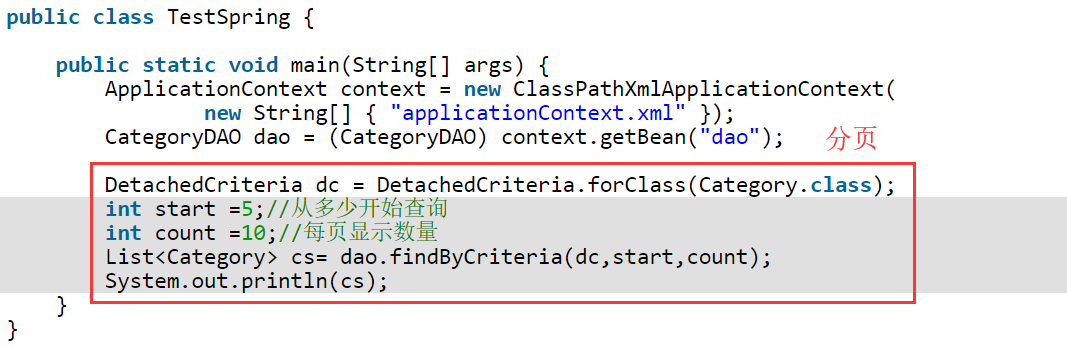 public class TestSpring {
public static void main(String[] args) {
ApplicationContext context = new ClassPathXmlApplicationContext(
new String[] { "applicationContext.xml" });
CategoryDAO dao = (CategoryDAO) context.getBean("dao");
分页
DetachedCriteria dc = DetachedCriteria.forClass(Category.class);
int start =5;//从多少开始查询
int count =10;//每页显示数量
List<Category> cs= dao.findByCriteria(dc,start,count);
System.out.println(cs);
}
}